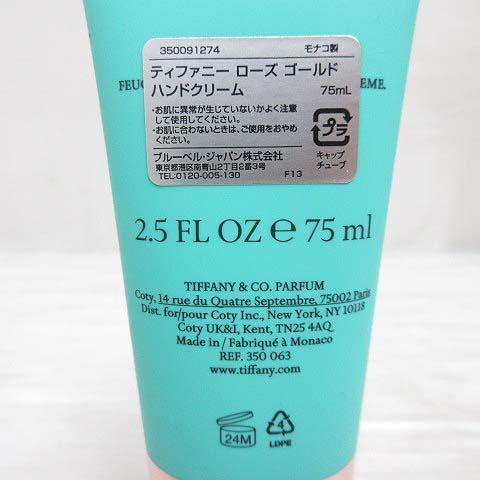 350091274 モナコ製
ティファニー ローズ ゴールド
ハンドクリーム 75mL
・お肌に異常が生じていないかよく注意
して使用してください。
・お肌に合わないときは、ご使用をおやめ
ください。
プラ
ブルーベル・ジャパン株式会社 キャップ
東京都港区南青山2丁目2番3号 チューブ
TEL:0120-005-130 F13
2.5 FL OZ ℮ 75 ml
TIFFANY & CO. PARFUM
Coty, 14 rue du Quatre Septembre, 75002 Paris
Dist. for/pour Coty Inc., New York, NY 10118
Coty UK&I, Kent, TN25 4AQ
Made in / Fabriqué à Monaco
REF. 350 063
www.tiffany.com
24M
4
LDPE